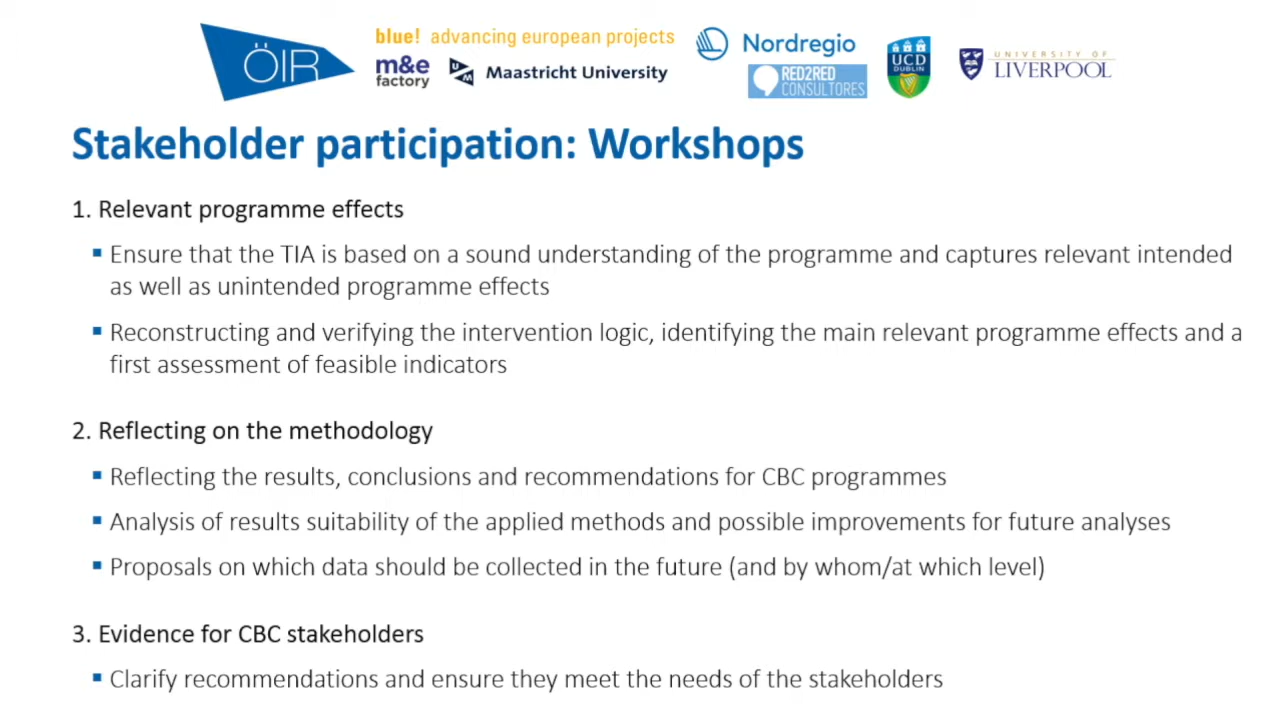 ÖIR
blue! advancing european projects
m&e
factory
Maastricht University
Nordregio
RED2RED
CONSULTORES
UCD
DUBLIN
UNIVERSITY OF
LIVERPOOL
Stakeholder participation: Workshops
1. Relevant programme effects
▪ Ensure that the TIA is based on a sound understanding of the programme and captures relevant intended
as well as unintended programme effects
▪ Reconstructing and verifying the intervention logic, identifying the main relevant programme effects and a
first assessment of feasible indicators
2. Reflecting on the methodology
▪ Reflecting the results, conclusions and recommendations for CBC programmes
▪ Analysis of results suitability of the applied methods and possible improvements for future analyses
▪ Proposals on which data should be collected in the future (and by whom/at which level)
3. Evidence for CBC stakeholders
▪ Clarify recommendations and ensure they meet the needs of the stakeholders